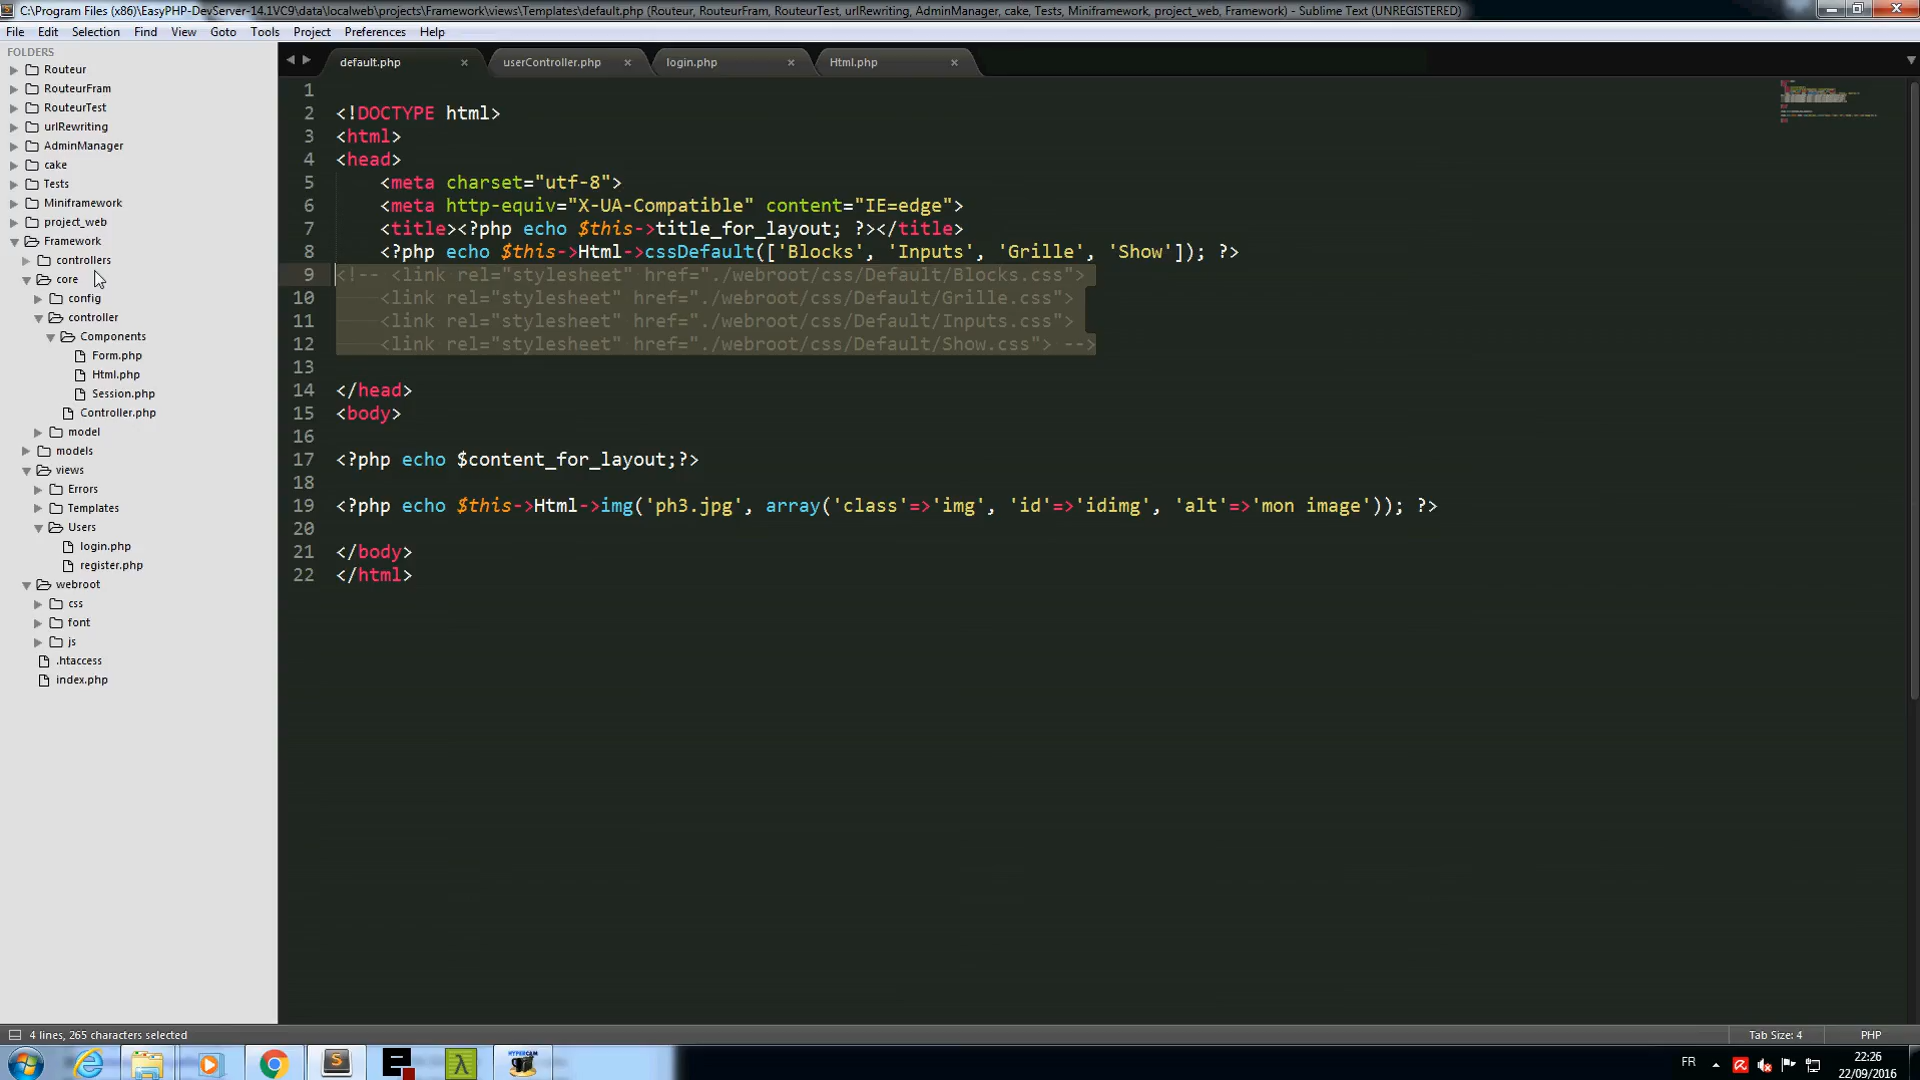 C:\Program Files (x86)\EasyPHP-DevServer-14.1VC9\data\localweb\projects\Framework\views\Templates\default.php (Routeur, RouteurFram, RouteurTest, urlRewriting, AdminManager, cake, Tests, Miniframework, project_web, Framework) - Sublime Text (UNREGISTERED)
File Edit Selection Find View Goto Tools Project Preferences Help
FOLDERS
Routeur
RouteurFram
RouteurTest
urlRewriting
AdminManager
cake
Tests
Miniframework
project_web
Framework
controllers
core
config
controller
Components
Form.php
Html.php
Session.php
Controller.php
model
models
views
Errors
Templates
Users
login.php
register.php
webroot
css
font
js
.htaccess
index.php
default.php userController.php login.php Html.php
1
2 <!DOCTYPE html>
3 <html>
4 <head>
5 <meta charset="utf-8">
6 <meta http-equiv="X-UA-Compatible" content="IE=edge">
7 <title><?php echo $this->title_for_layout; ?></title>
8 <?php echo $this->Html->cssDefault(['Blocks', 'Inputs', 'Grille', 'Show']); ?>
9 <!-- <link rel="stylesheet" href="./webroot/css/Default/Blocks.css">
10 <link rel="stylesheet" href="./webroot/css/Default/Grille.css">
11 <link rel="stylesheet" href="./webroot/css/Default/Inputs.css">
12 <link rel="stylesheet" href="./webroot/css/Default/Show.css"> -->
13
14 </head>
15 <body>
16
17 <?php echo $content_for_layout;?>
18
19 <?php echo $this->Html->img('ph3.jpg', array('class'=>'img', 'id'=>'idimg', 'alt'=>'mon image')); ?>
20
21 </body>
22 </html>
4 lines, 265 characters selected
Tab Size: 4 PHP
HYPERCAM
FR
22:26
22/09/2016